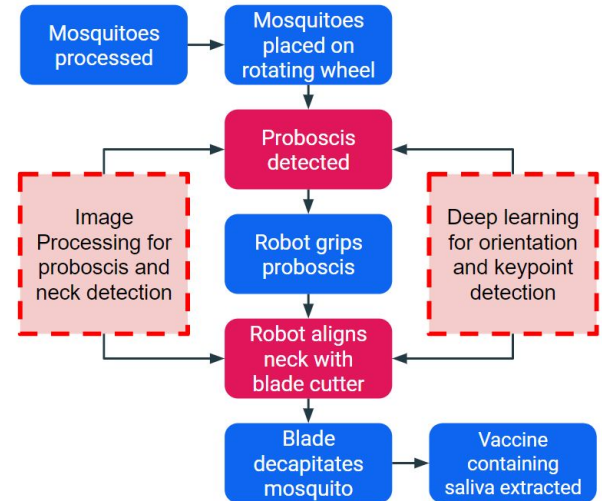 Mosquitoes
processed
Mosquitoes
placed on
rotating wheel
Proboscis
detected
Image
Processing for
proboscis and
neck detection
Robot grips
proboscis
Deep learning
for orientation
and keypoint
detection
Robot aligns
neck with
blade cutter
Blade
decapitates
mosquito
Vaccine
containing
saliva extracted